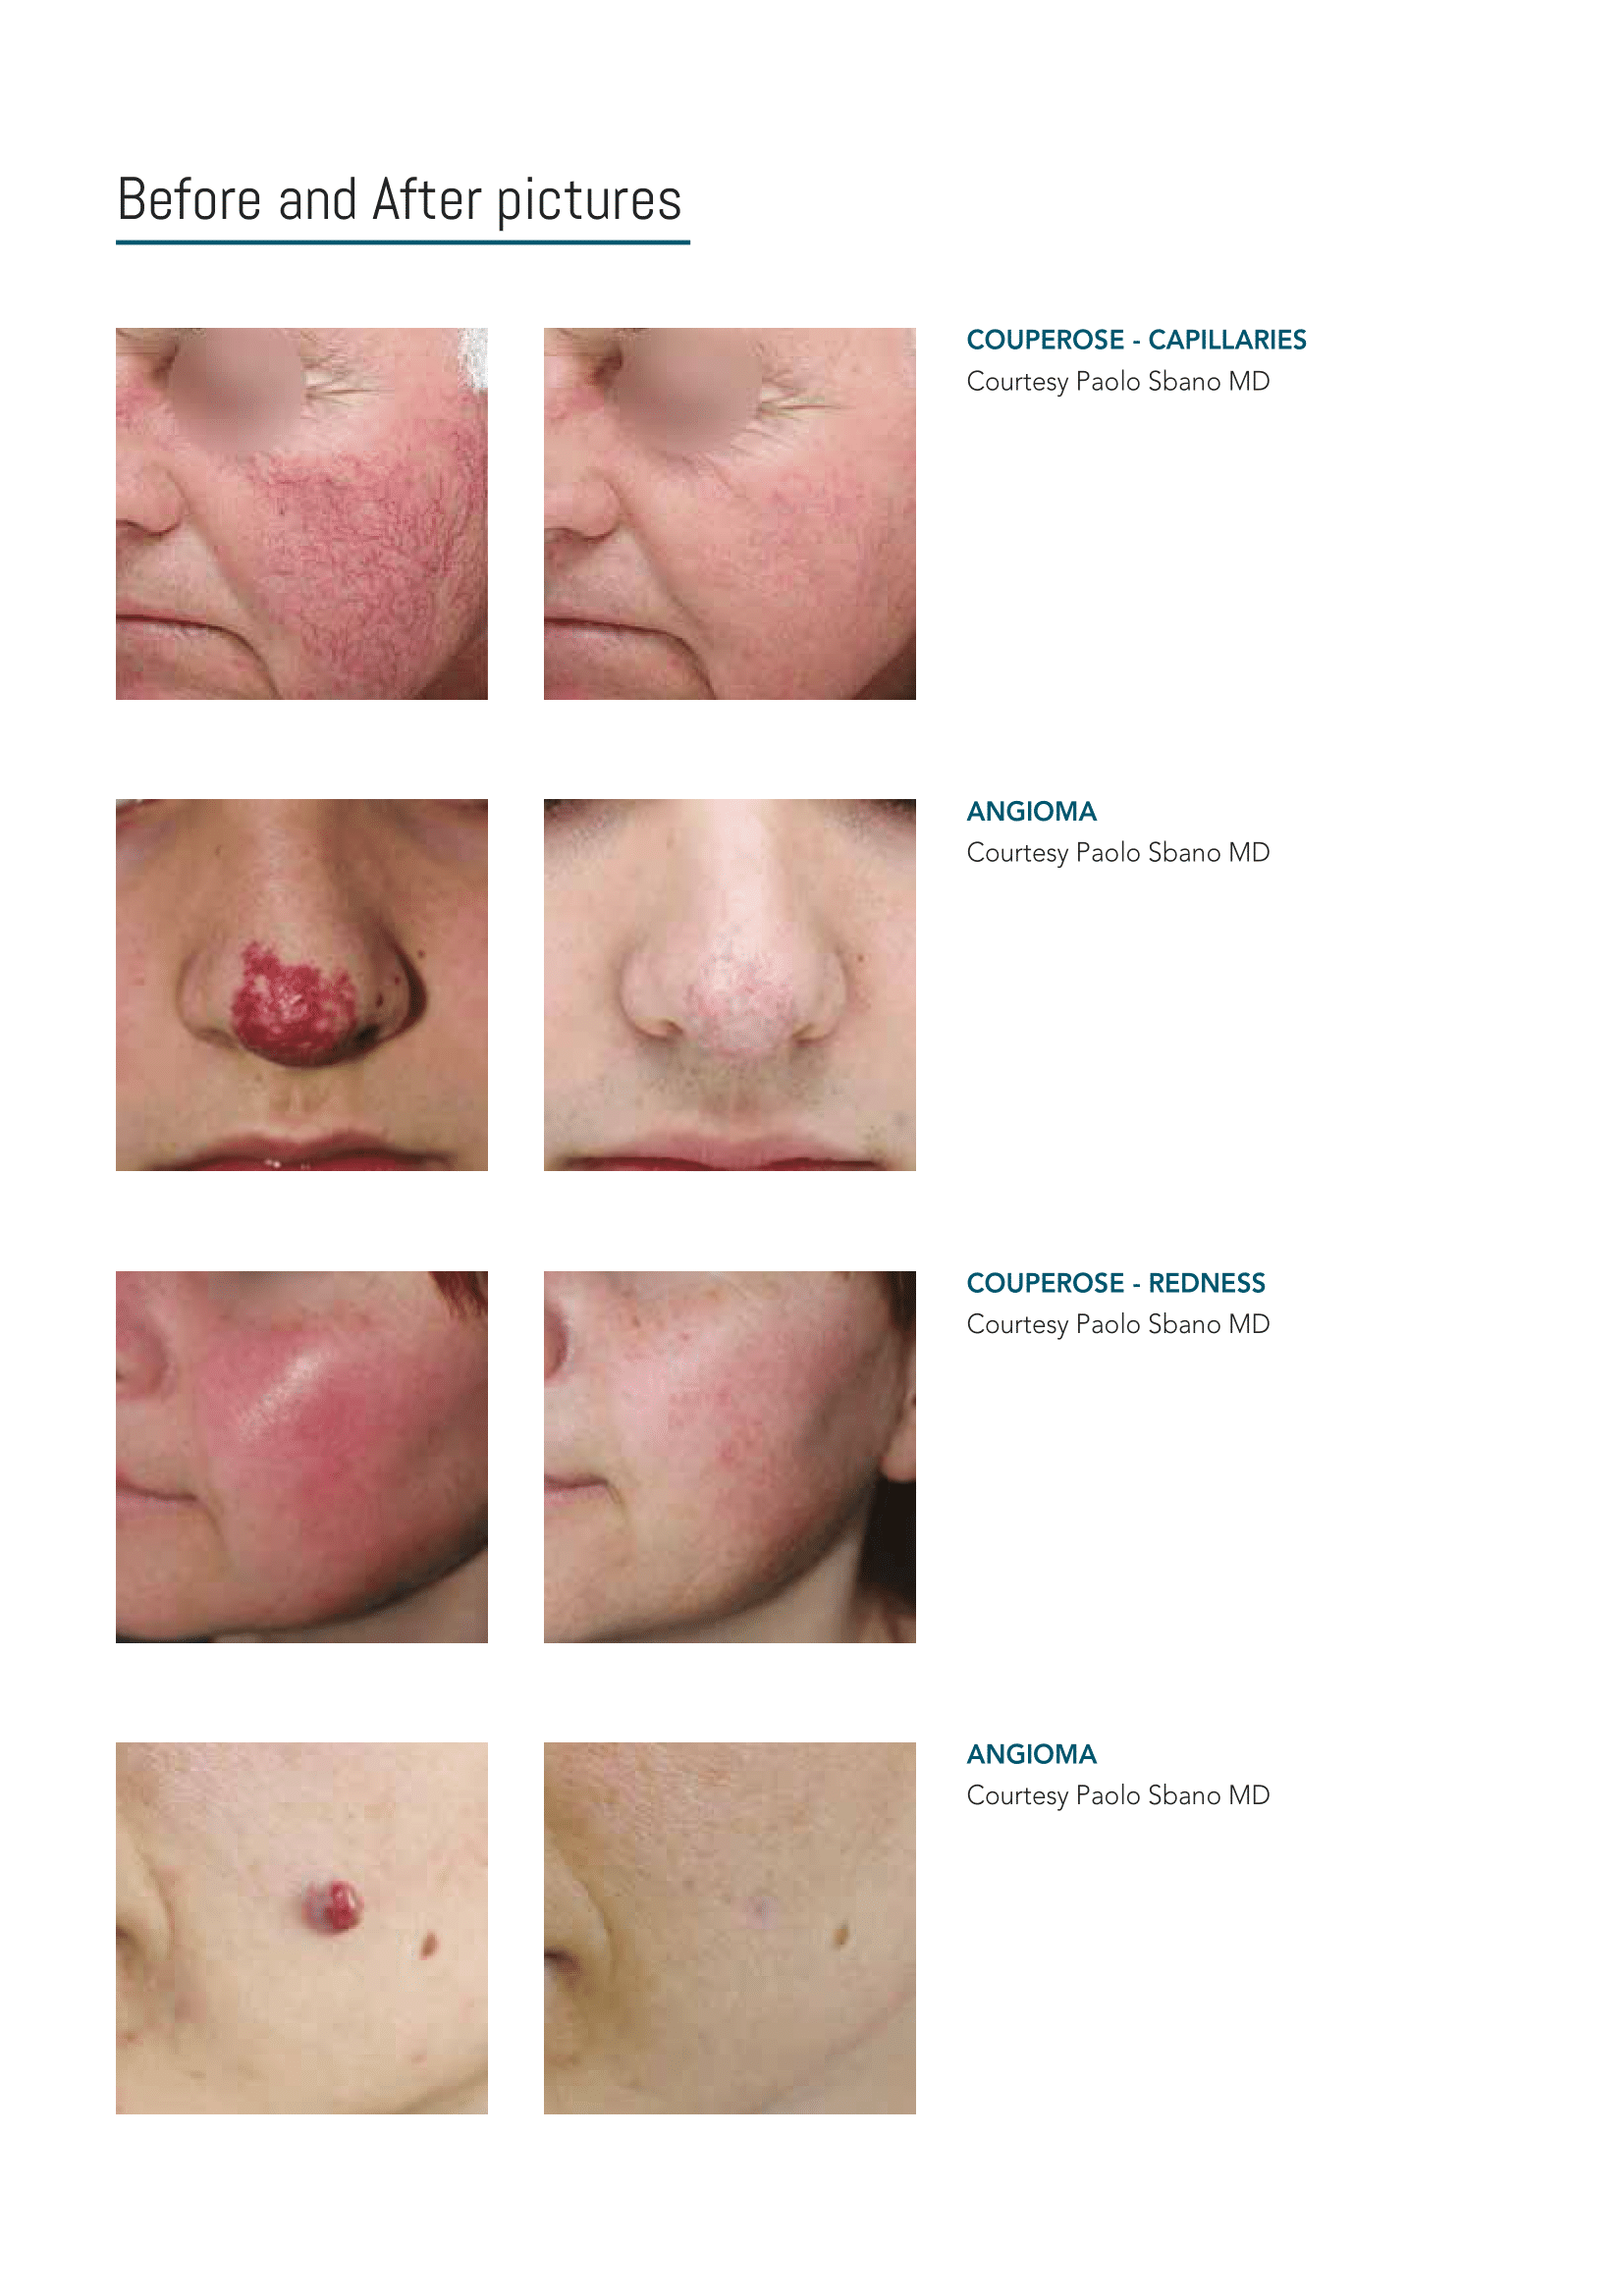 Before and After pictures
COUPEROSE - CAPILLARIES
Courtesy Paolo Sbano MD
ANGIOMA
Courtesy Paolo Sbano MD
COUPEROSE - REDNESS
Courtesy Paolo Sbano MD
ANGIOMA
Courtesy Paolo Sbano MD